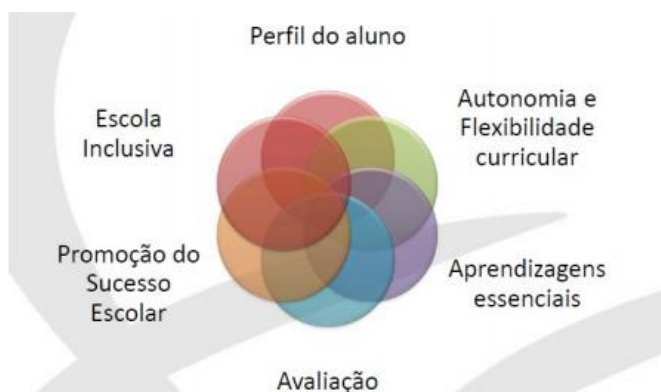 Perfil do aluno
Autonomia e
Flexibilidade
curricular
Aprendizagens
essenciais
Avaliação
Promoção do
Sucesso
Escolar
Escola
Inclusiva